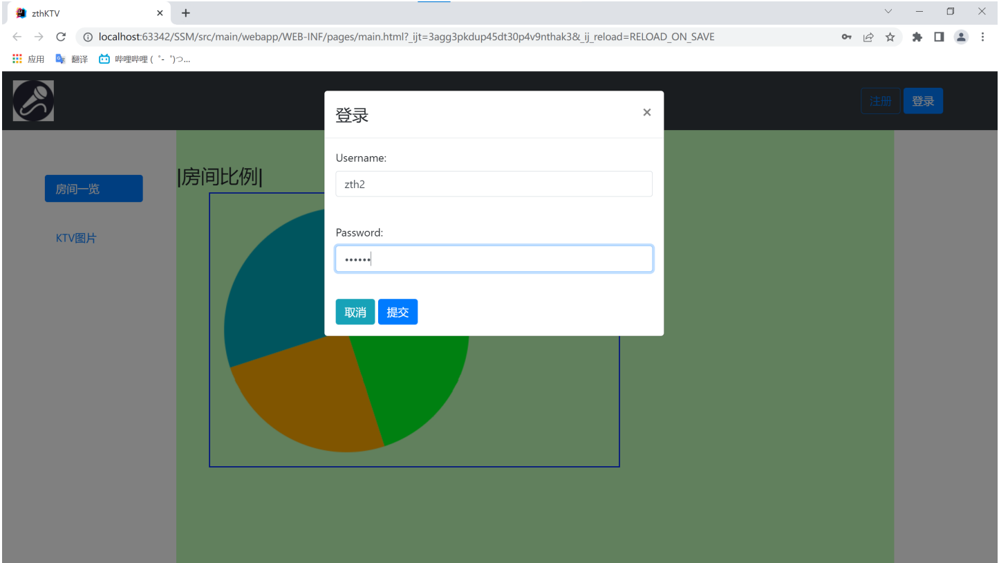 zthKTV
localhost:63342/SSM/src/main/webapp/WEB-INF/pages/main.html?_ijt=3agg3pkdup45dt30p4v9nthak3&_ij_reload=RELOAD_ON_SAVE
应用 翻译 哔哩哔哩 ( ゜- ゜)つ...
注册 登录
登录 ×
Username:
zth2
Password:
••••••
取消 提交
房间一览
KTV图片
|房间比例|